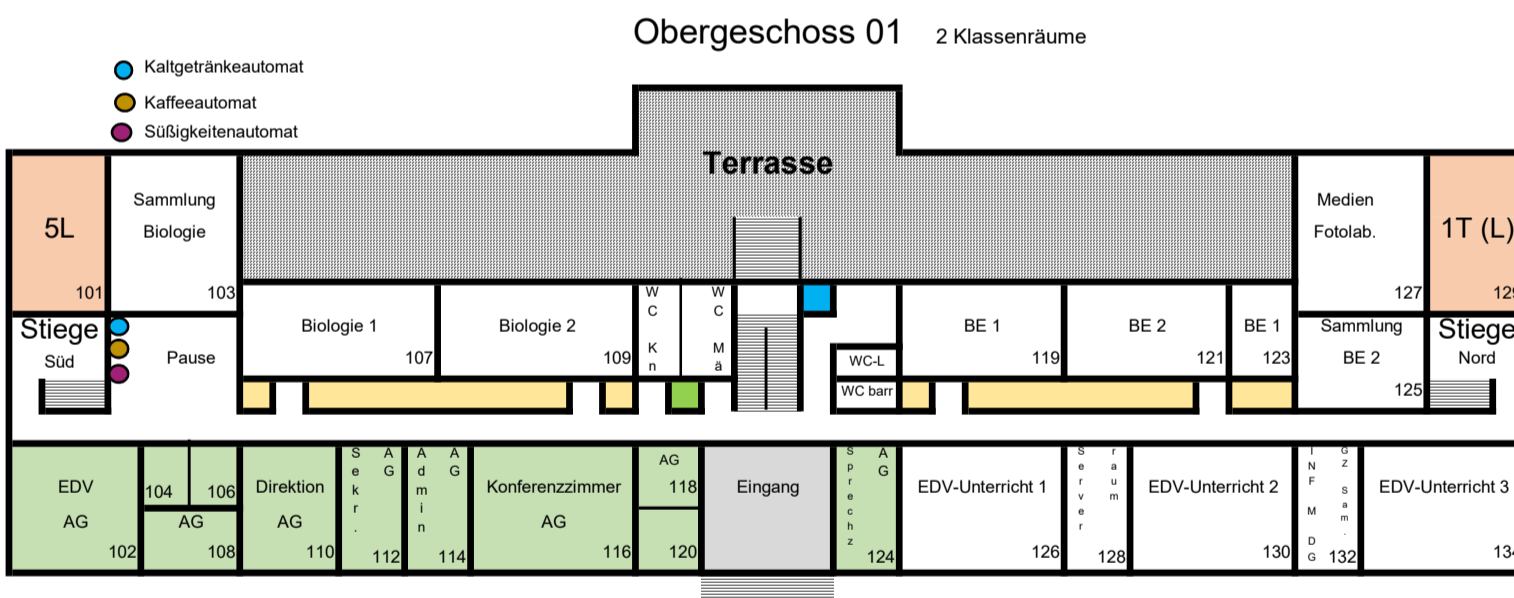 Obergeschoss 01 2 Klassenräume
Kaltgetränkeautomat
Kaffeeautomat
Süßigkeitenautomat
Terrasse
5L
101
Sammlung
Biologie
103
Medien
Fotolab.
127
1T (L)
129
Stiege
Süd
Pause
Biologie 1
107
Biologie 2
109
WC Kn
WC Mä
WC-L
WC barr
BE 1
119
BE 2
121
BE 1
123
Sammlung
BE 2
125
Stiege
Nord
EDV
AG
102
104
106
AG
108
Direktion
AG
110
Sekr.
AG
112
Admin
AG
114
Konferenzzimmer
AG
116
AG
118
120
Eingang
Sprechz
AG
124
EDV-Unterricht 1
126
Server
raum
128
EDV-Unterricht 2
130
INF M DG
GZ Sam.
132
EDV-Unterricht 3
134